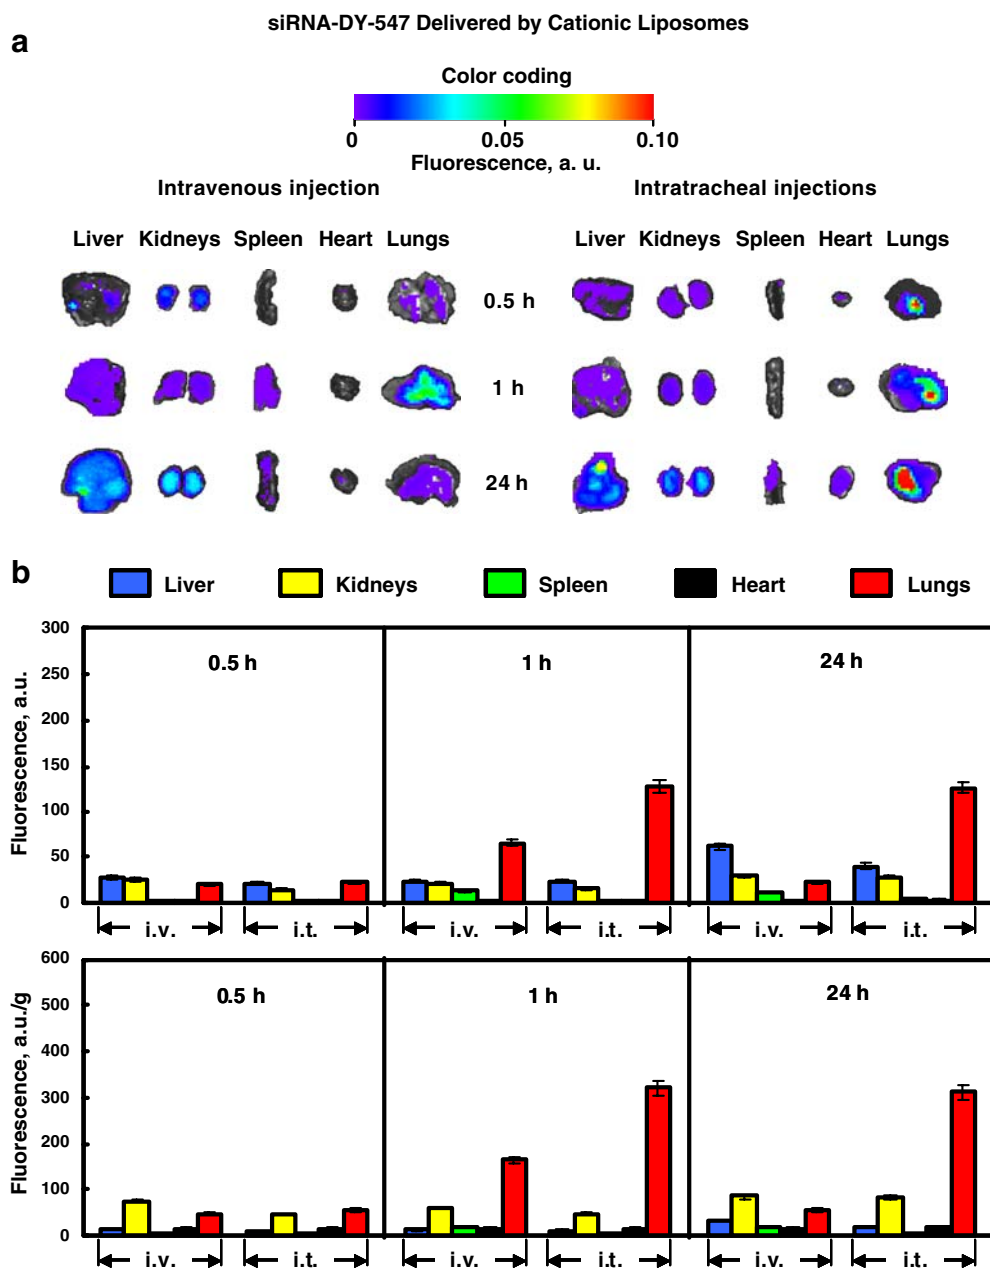 siRNA-DY-547 Delivered by Cationic Liposomes
a
Color coding
0 0.05 0.10
Fluorescence, a. u.
Intravenous injection Intratracheal injections
Liver Kidneys Spleen Heart Lungs Liver Kidneys Spleen Heart Lungs
0.5 h
1 h
24 h
b
Liver Kidneys Spleen Heart Lungs
Fluorescence, a.u.
300
250
200
150
100
50
0
0.5 h 1 h 24 h
i.v. i.t. i.v. i.t. i.v. i.t.
Fluorescence, a.u./g
600
500
400
300
200
100
0
0.5 h 1 h 24 h
i.v. i.t. i.v. i.t. i.v. i.t.